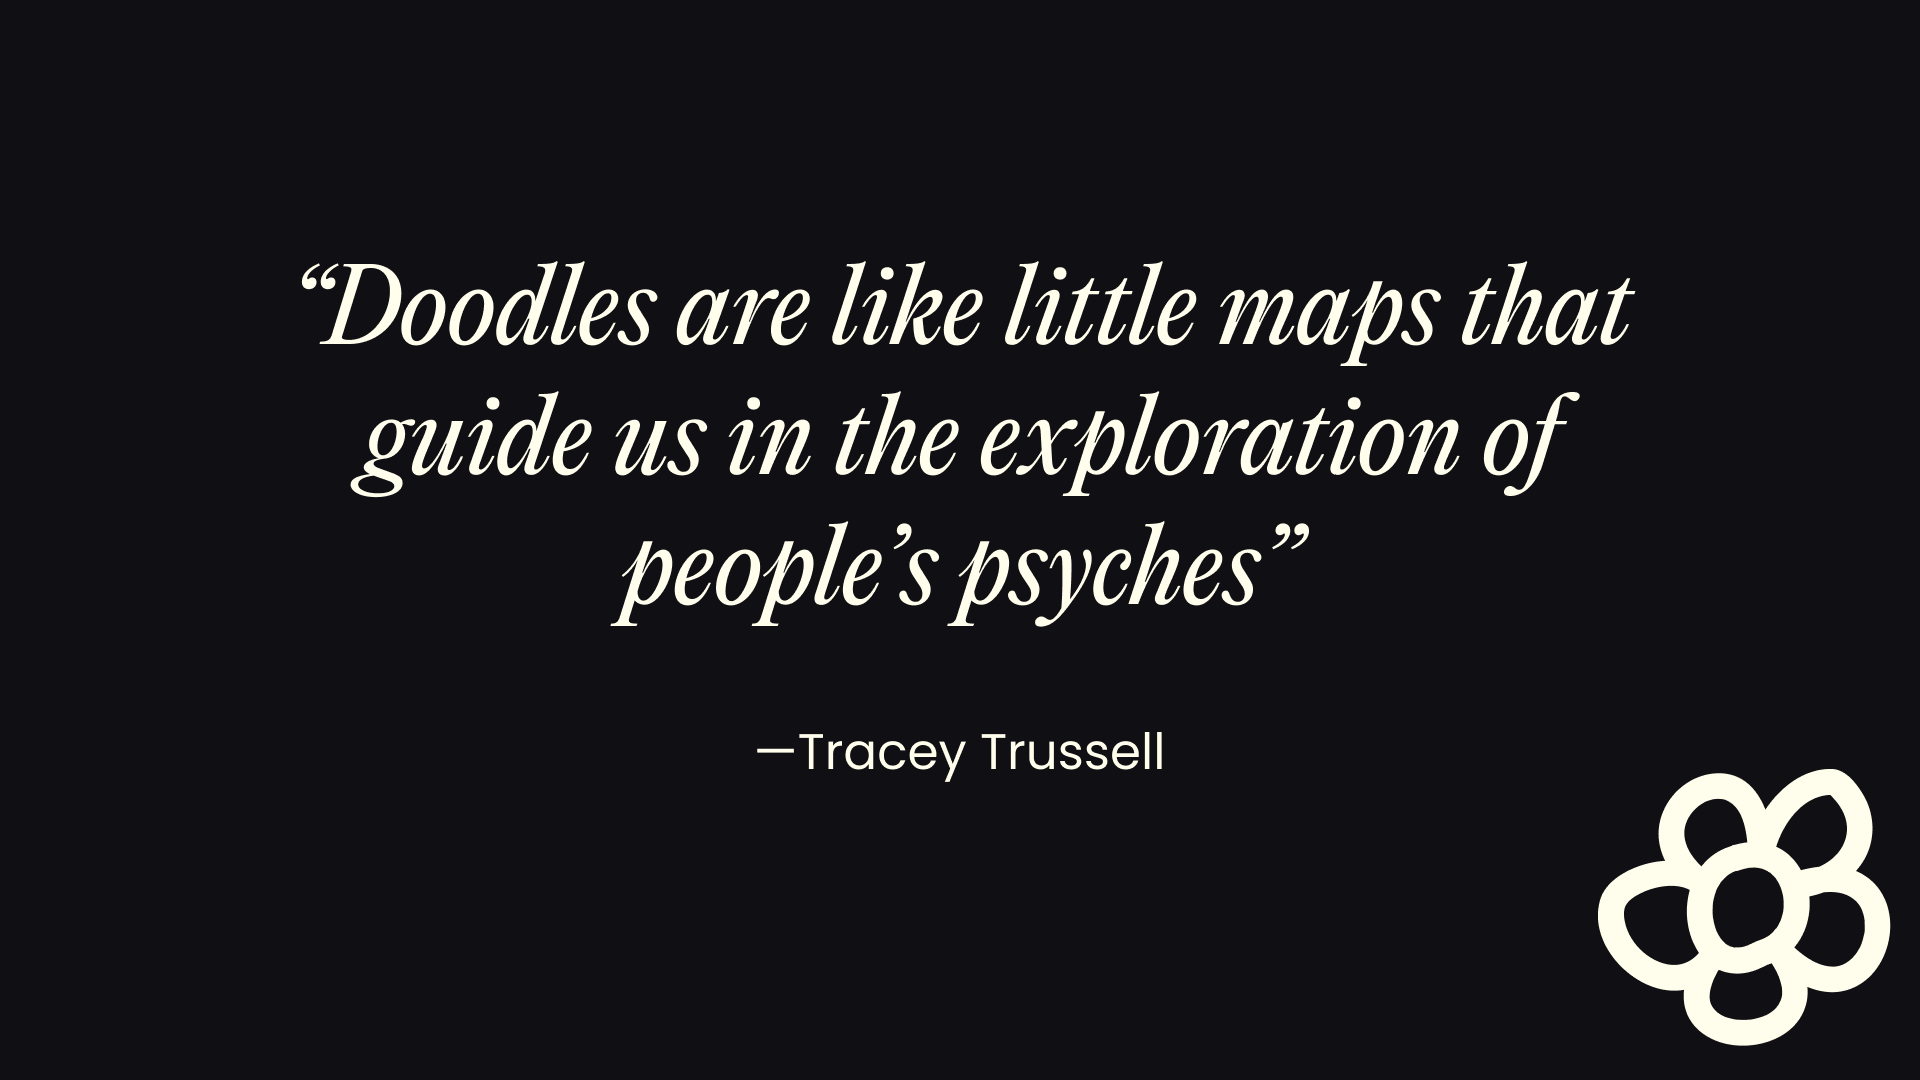 “Doodles are like little maps that
guide us in the exploration of
people’s psyches”
—Tracey Trussell